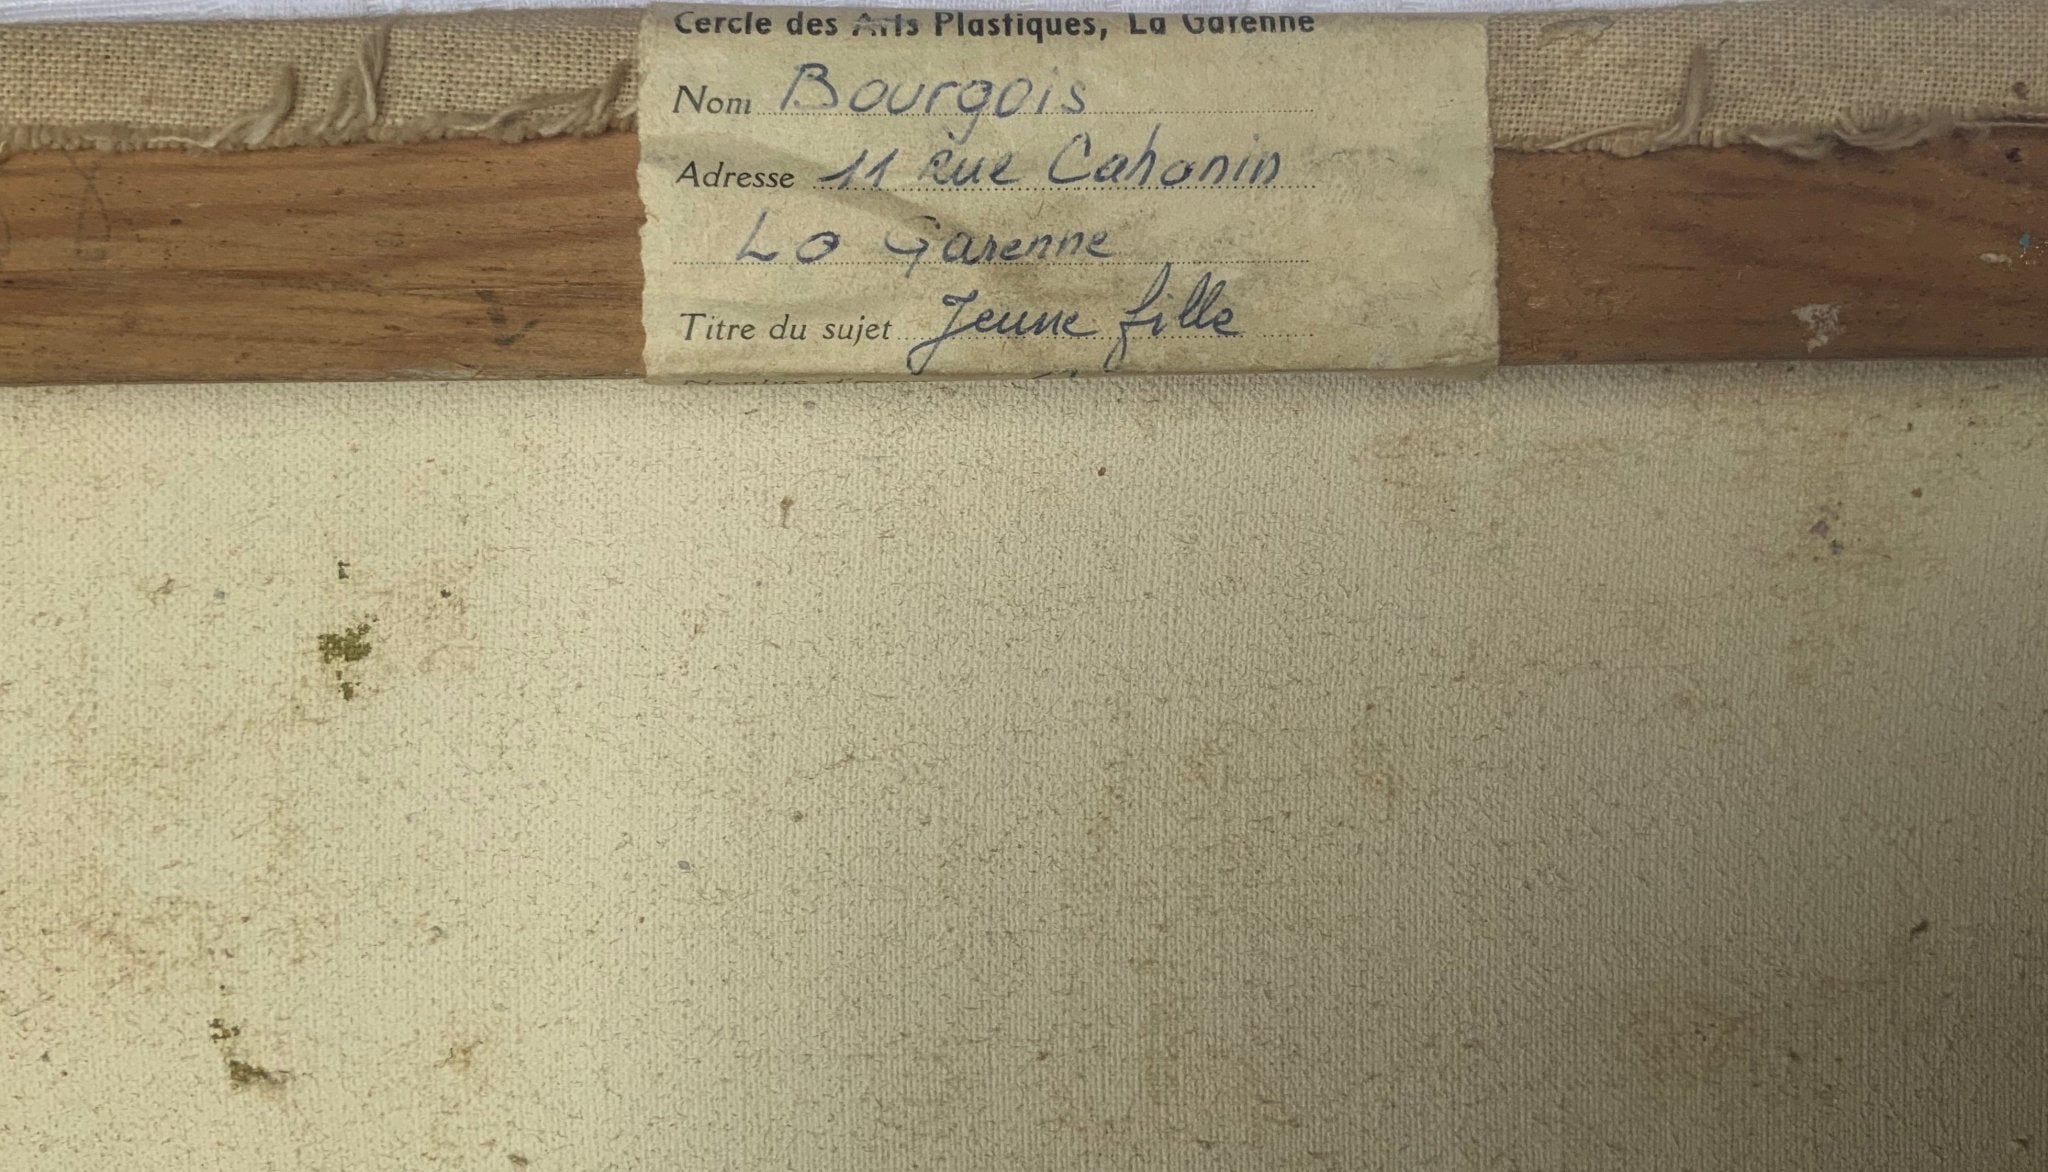 Cercle des Arts Plastiques, La Garenne
Nom Bourgois
Adresse 11 Rue Cahonin
La Garenne
Titre du sujet Jeune fille